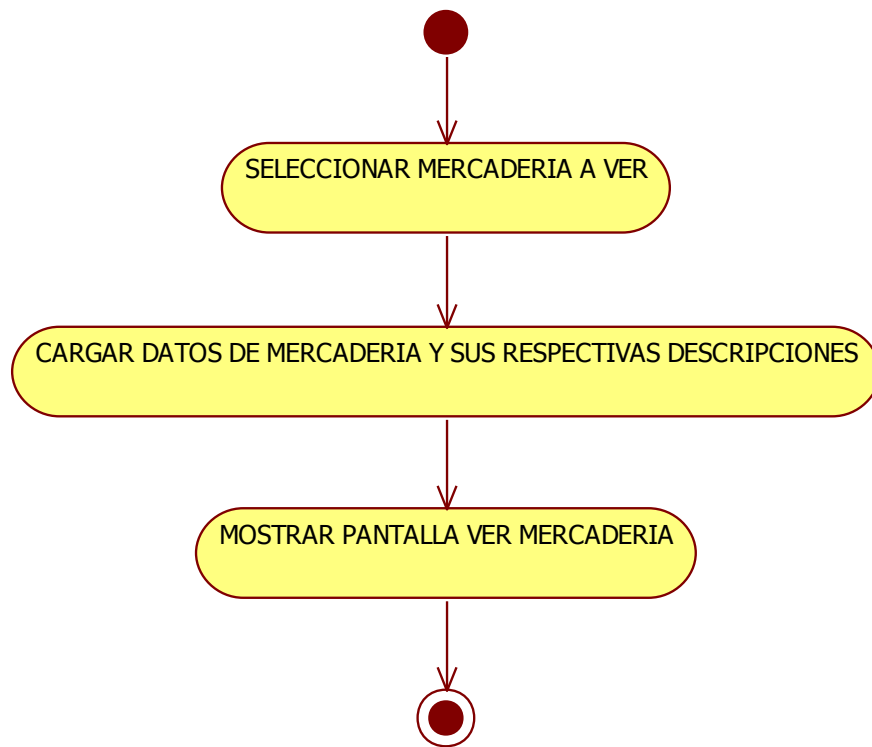 SELECCIONAR MERCADERIA A VER
CARGAR DATOS DE MERCADERIA Y SUS RESPECTIVAS DESCRIPCIONES
MOSTRAR PANTALLA VER MERCADERIA